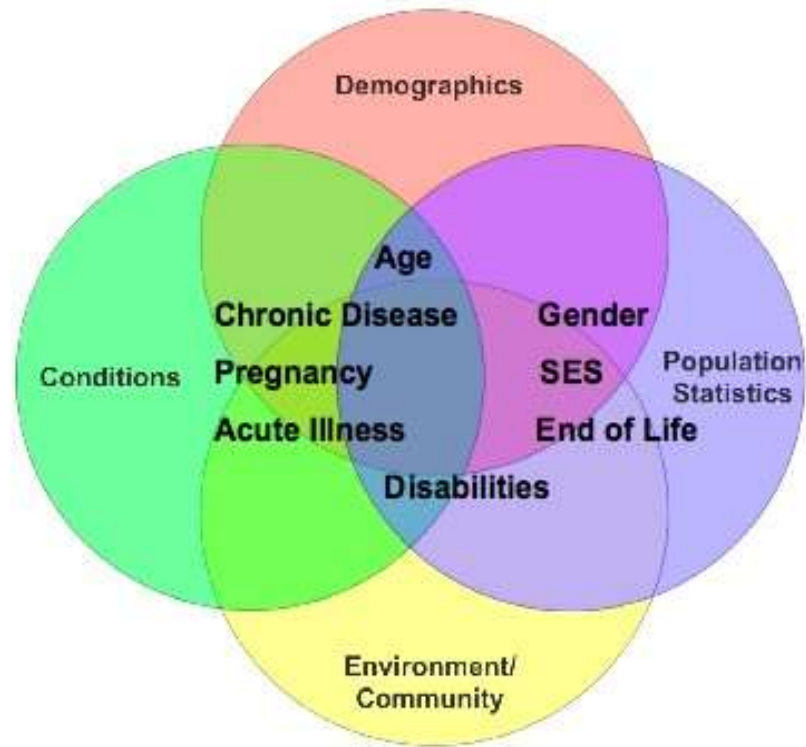 Demographics
Age
Chronic Disease
Gender
Conditions
Pregnancy
SES
Population
Statistics
Acute Illness
End of Life
Disabilities
Environment/
Community